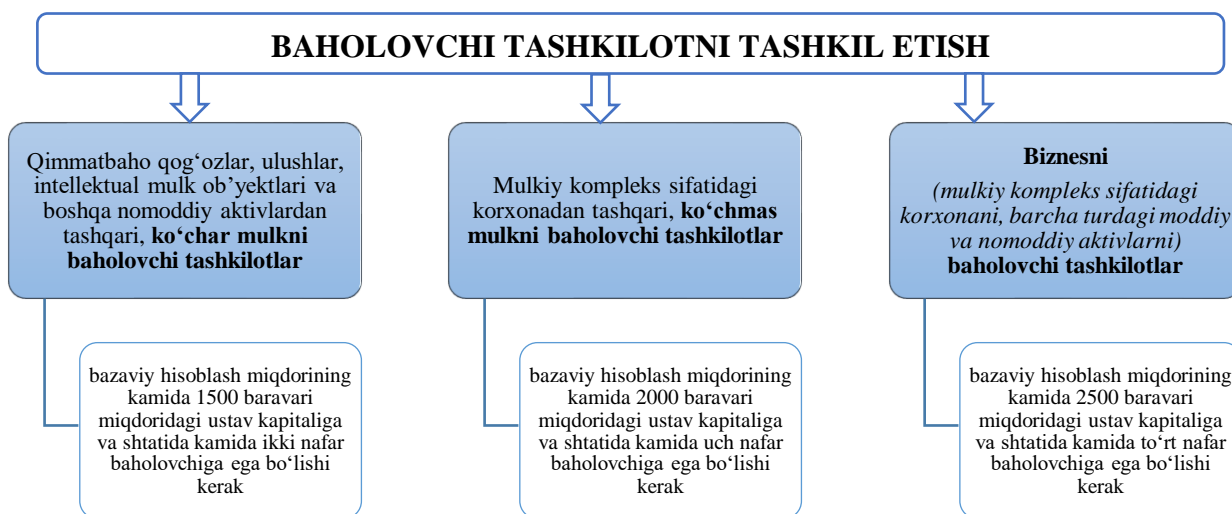 BAHOLOVCHI TASHKILOTNI TASHKIL ETISH
Qimmatbaho qog‘ozlar, ulushlar,
intellektual mulk ob’yektlari va
boshqa nomoddiy aktivlardan
tashqari, ko‘char mulkni
baholovchi tashkilotlar
Mulkiy kompleks sifatidagi
korxonadan tashqari, ko‘chmas
mulkni baholovchi tashkilotlar
Biznesni
(mulkiy kompleks sifatidagi
korxonani, barcha turdagi moddiy
va nomoddiy aktivlarni)
baholovchi tashkilotlar
bazaviy hisoblash miqdorining
kamida 1500 baravari
miqdoridagi ustav kapitaliga
va shtatida kamida ikki nafar
baholovchiga ega bo‘lishi
kerak
bazaviy hisoblash miqdorining
kamida 2000 baravari
miqdoridagi ustav kapitaliga
va shtatida kamida uch nafar
baholovchiga ega bo‘lishi
kerak
bazaviy hisoblash miqdorining
kamida 2500 baravari
miqdoridagi ustav kapitaliga
va shtatida kamida to‘rt nafar
baholovchiga ega bo‘lishi
kerak